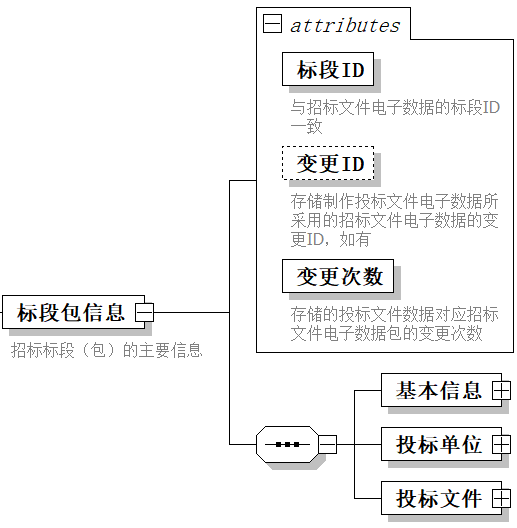 attributes
标段ID
与招标文件电子数据的标段ID
一致
变更ID
存储制作投标文件电子数据所
采用的招标文件电子数据的变
更ID，如有
变更次数
存储的投标文件数据对应招标
文件电子数据包的变更次数
标段包信息
招标标段（包）的主要信息
基本信息
投标单位
投标文件